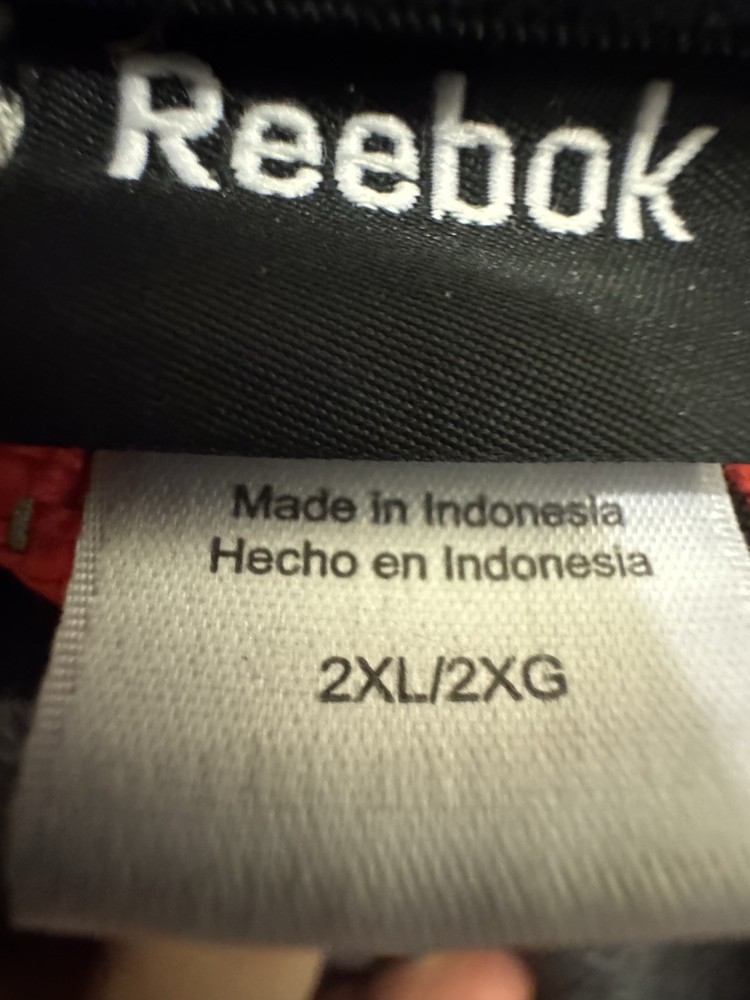 Reebok
Made in Indonesia
Hecho en Indonesia
2XL/2XG